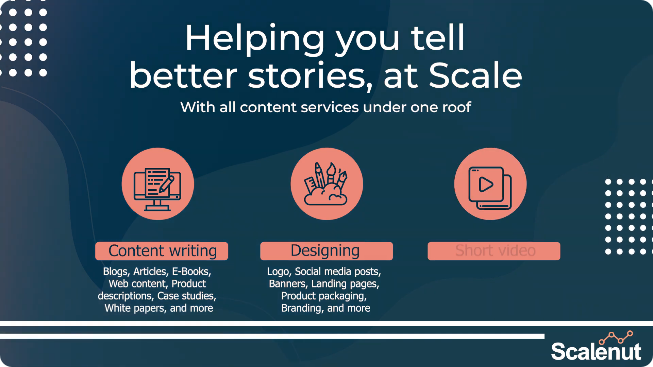 Helping you tell
better stories, at Scale
With all content services under one roof
Content writing
Blogs, Articles, E-Books,
Web content, Product
descriptions, Case studies,
White papers, and more
Designing
Logo, Social media posts,
Banners, Landing pages,
Product packaging,
Branding, and more
Short video
Scalenut